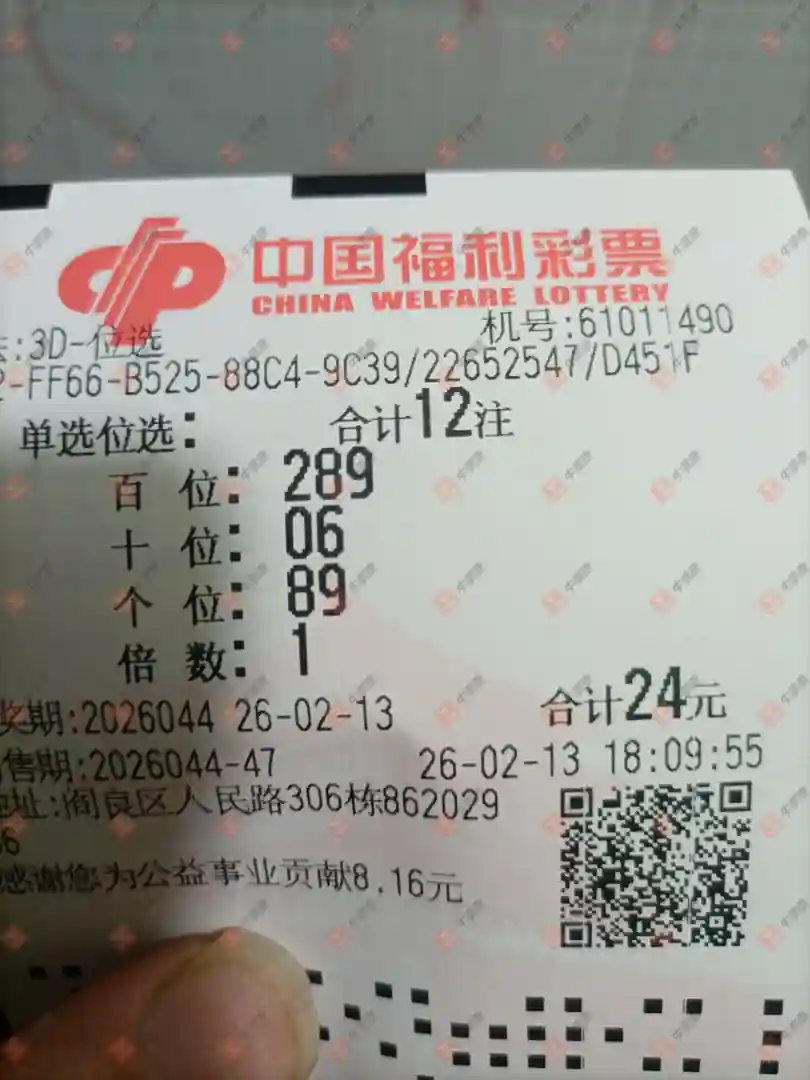 中国福利彩票
CHINA WELFARE LOTTERY
机号:61011490
:3D-位选
2-FF66-B525-88C4-9C39/22652547/D451F
单选位选: 合计12注
百 位: 289
十 位: 06
个 位: 89
倍 数: 1
合计24元
奖期:2026044 26-02-13
售期:2026044-47 26-02-13 18:09:55
地址:阎良区人民路306栋862029
66
感谢您为公益事业贡献8.16元